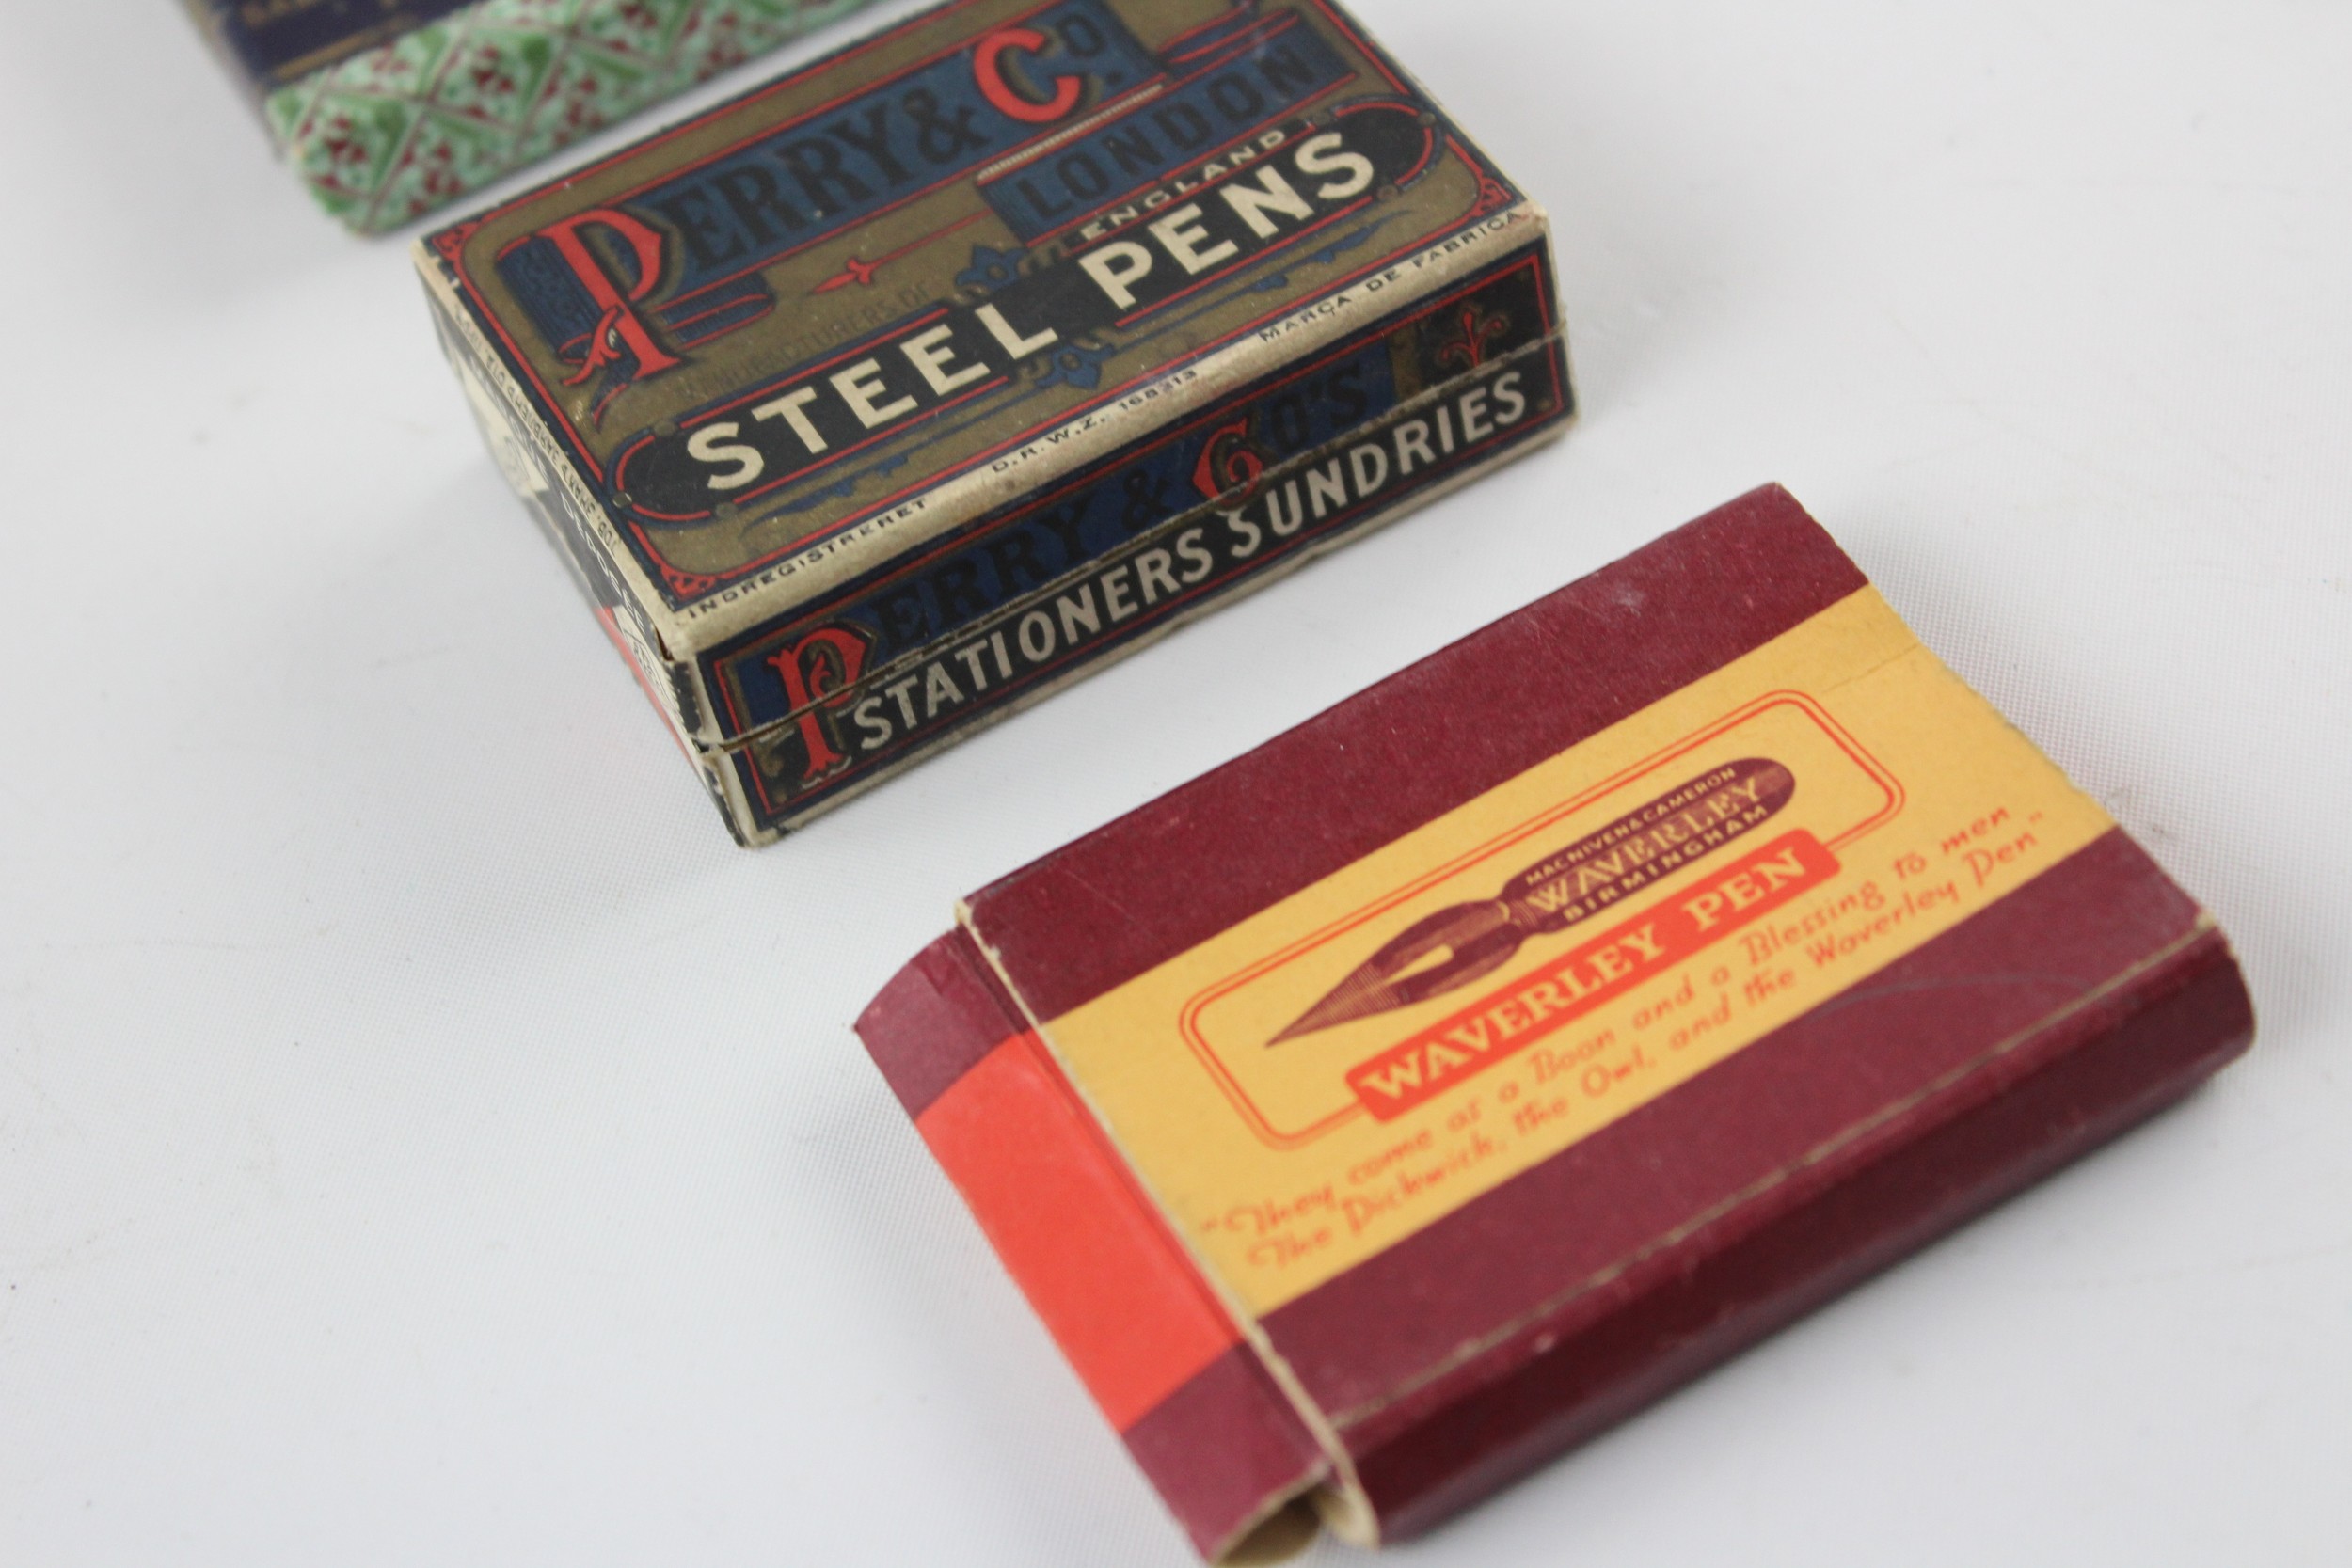 PERRY & Co.
LONDON
ENGLAND
MANUFACTURERS OF
STEEL PENS
INDREGISTRERET D.R.W.Z. 168313 MARCA DE FABRICA
PERRY & Co's
STATIONERS SUNDRIES
MACNIVEN & CAMERON
WAVERLEY
BIRMINGHAM
WAVERLEY PEN
"They come as a Boon and a Blessing to men
The Pickwick, the Owl, and the Waverley Pen"